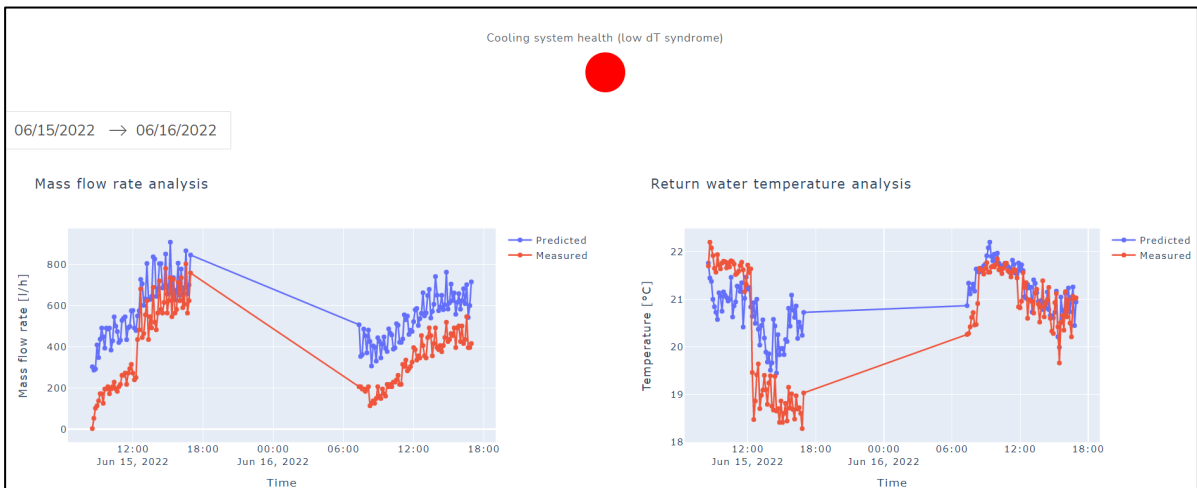 Cooling system health (low dT syndrome)
06/15/2022 → 06/16/2022
Mass flow rate analysis
Return water temperature analysis
Mass flow rate [l/h]
800
600
400
200
0
12:00
Jun 15, 2022
18:00
00:00
Jun 16, 2022
06:00
12:00
18:00
Time
Predicted
Measured
Temperature [°C]
22
21
20
19
18
12:00
Jun 15, 2022
18:00
00:00
Jun 16, 2022
06:00
12:00
18:00
Time
Predicted
Measured